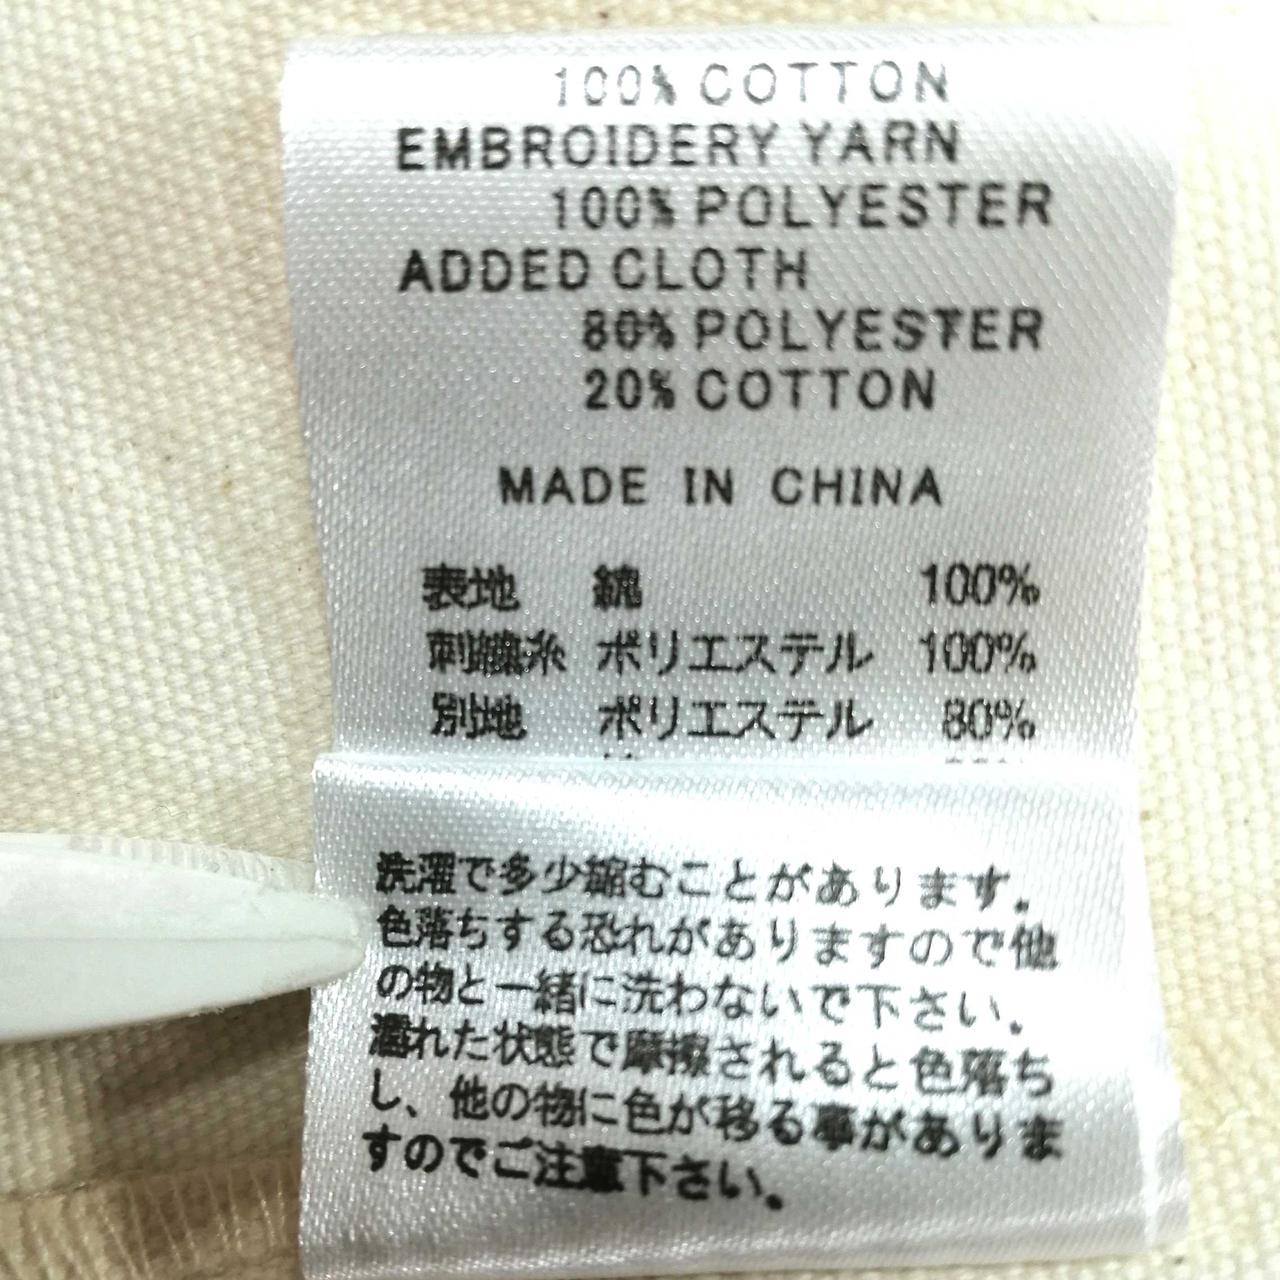 100% COTTON
EMBROIDERY YARN
100% POLYESTER
ADDED CLOTH
80% POLYESTER
20% COTTON
MADE IN CHINA
表地 綿 100%
刺繍糸 ポリエステル 100%
別地 ポリエステル 80%
洗濯で多少縮むことがあります。
色落ちする恐れがありますので他
の物と一緒に洗わないで下さい。
濡れた状態で摩擦されると色落ち
し、他の物に色が移る事がありま
すのでご注意下さい。